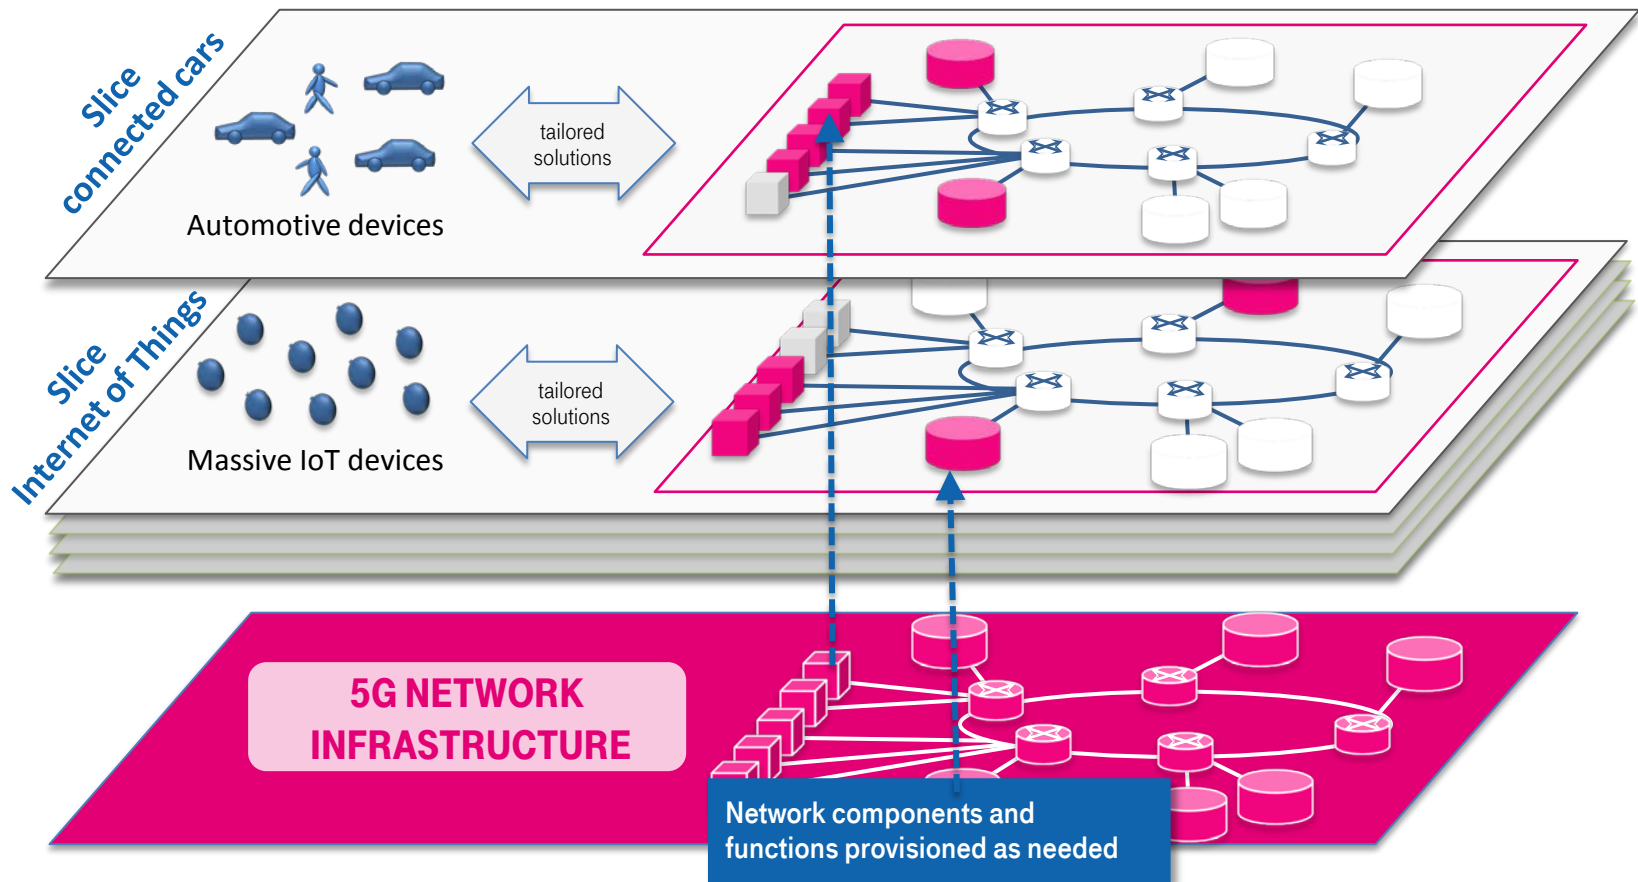 Slice
connected cars
tailored
solutions
Automotive devices
Slice
Internet of Things
tailored
solutions
Massive IoT devices
5G NETWORK
INFRASTRUCTURE
Network components and
functions provisioned as needed